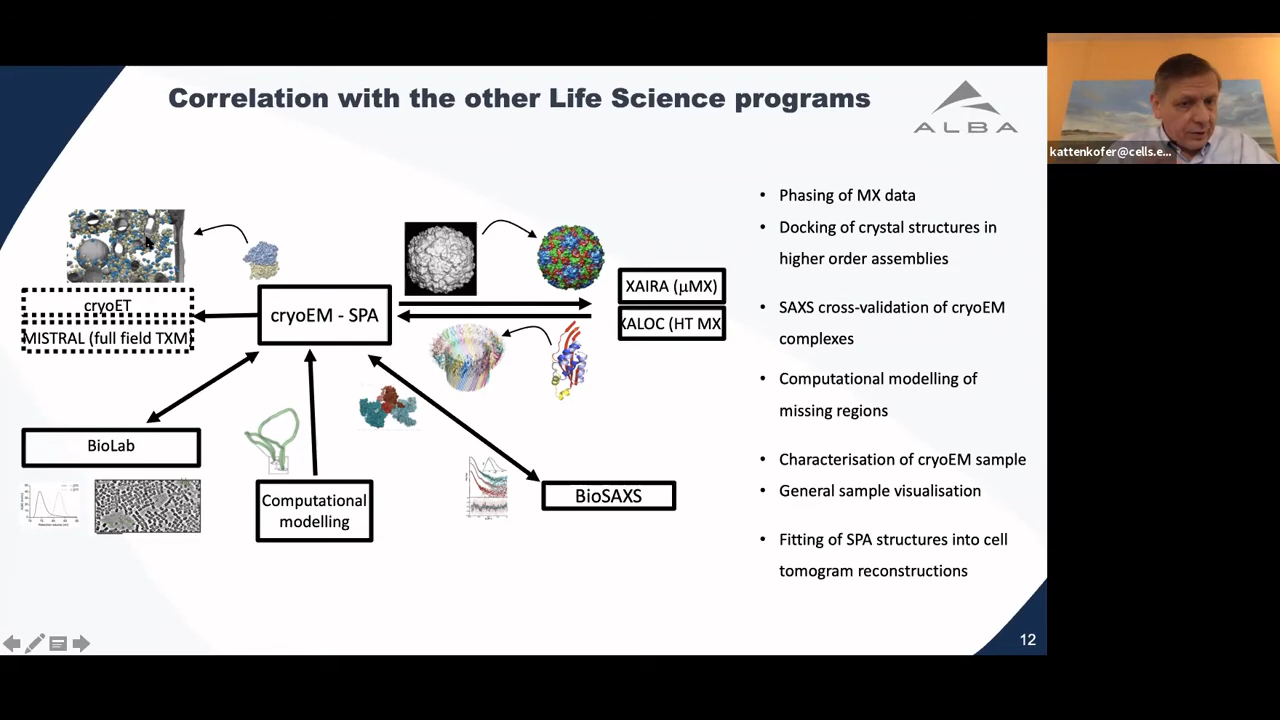 Correlation with the other Life Science programs
ALBA
kattenkofer@cells.e...
cryoET
MISTRAL (full field TXM)
cryoEM - SPA
XAIRA (μMX)
XALOC (HT MX)
BioLab
Computational
modelling
BioSAXS
• Phasing of MX data
• Docking of crystal structures in
higher order assemblies
• SAXS cross-validation of cryoEM
complexes
• Computational modelling of
missing regions
• Characterisation of cryoEM sample
• General sample visualisation
• Fitting of SPA structures into cell
tomogram reconstructions
12